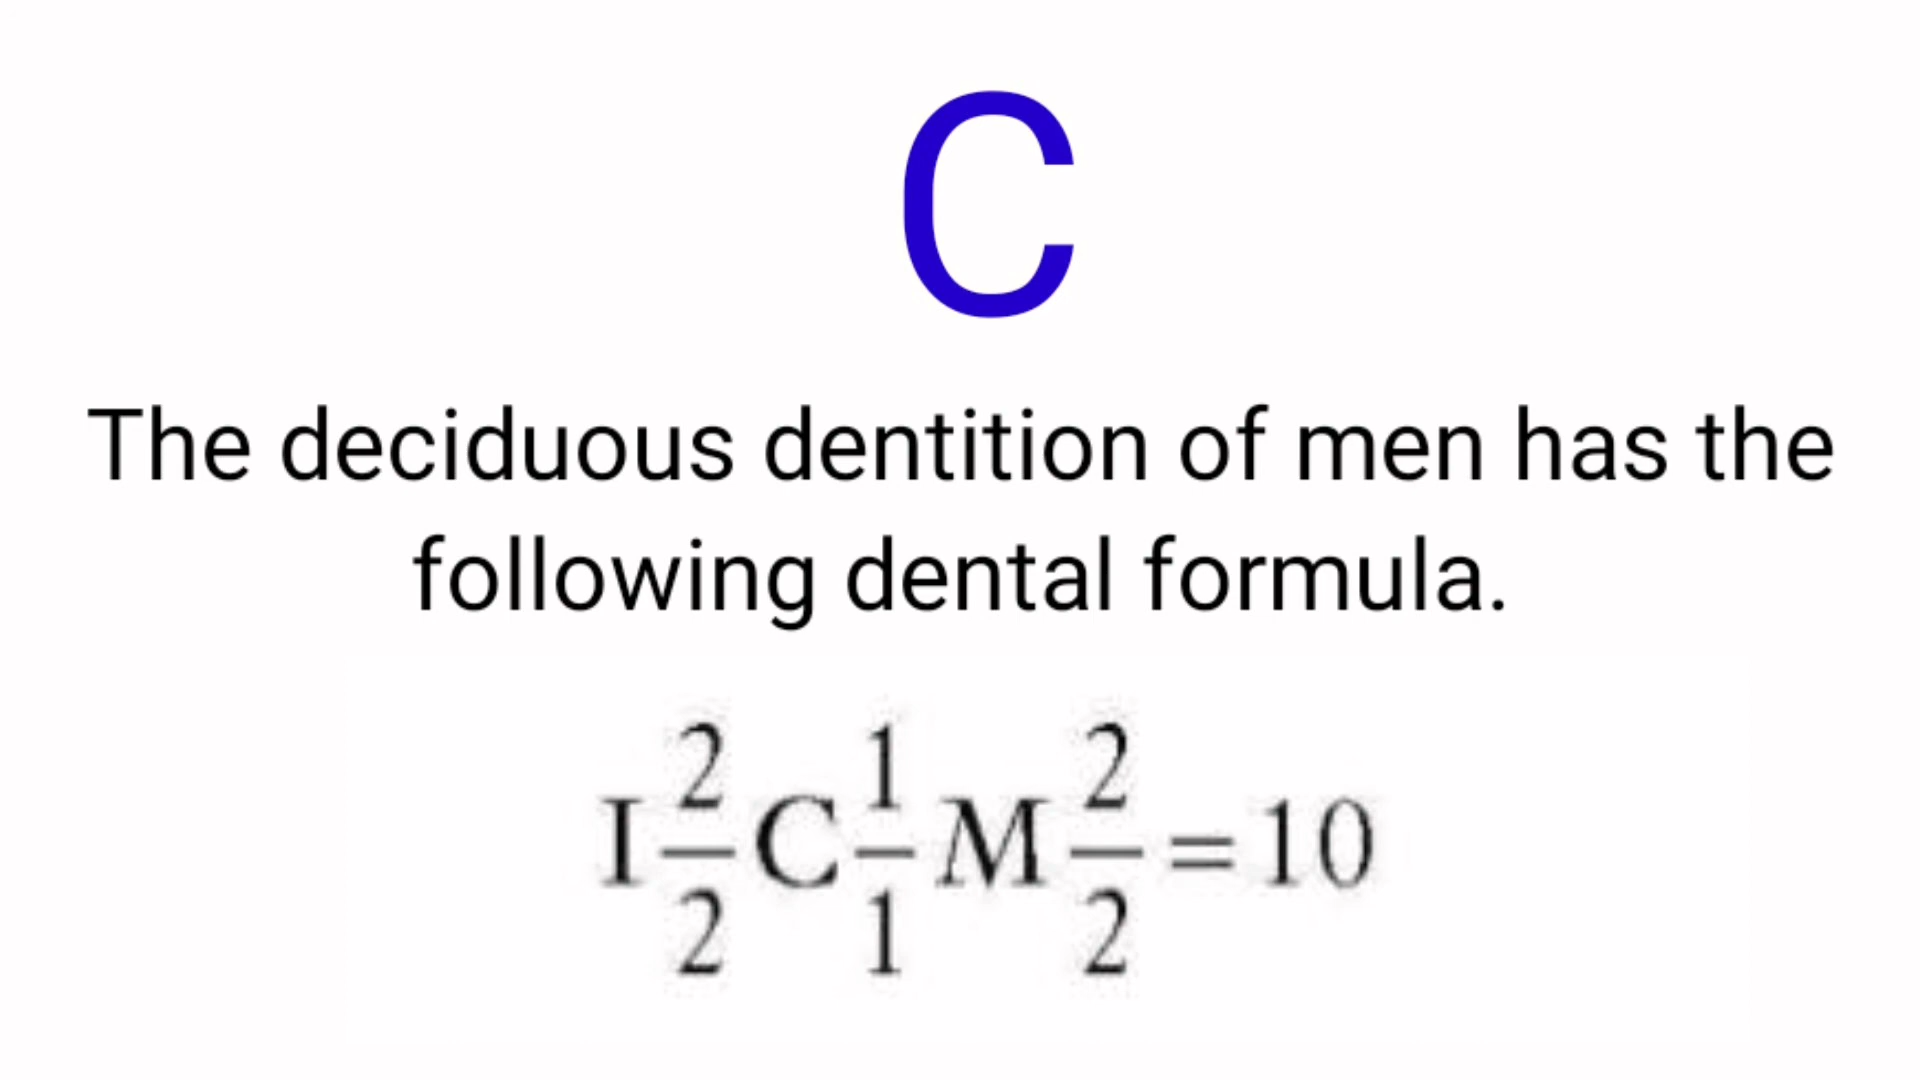 C
The deciduous dentition of men has the
following dental formula.
I 2/2 C 1/1 M 2/2 = 10